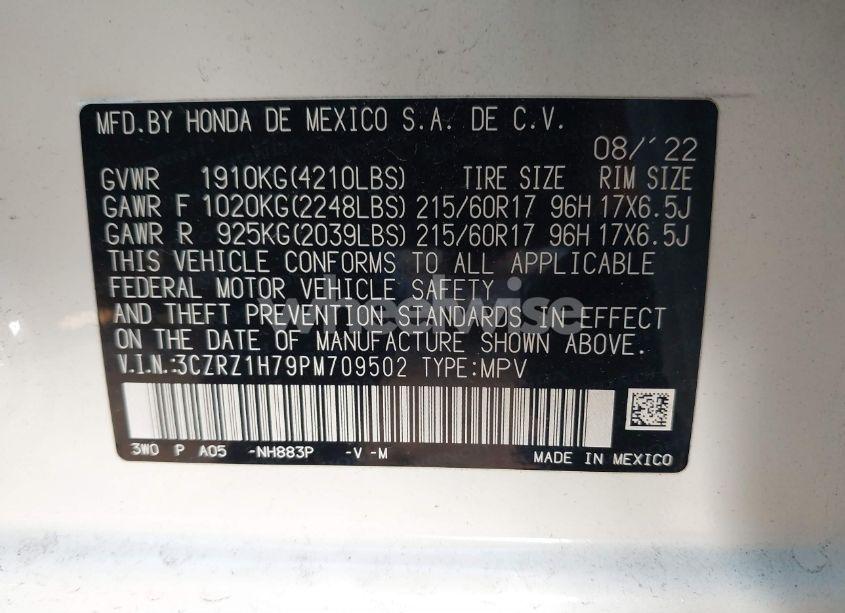 MFD.BY HONDA DE MEXICO S.A. DE C.V.
08/'22
GVWR 1910KG(4210LBS) TIRE SIZE RIM SIZE
GAWR F 1020KG(2248LBS) 215/60R17 96H 17X6.5J
GAWR R 925KG(2039LBS) 215/60R17 96H 17X6.5J
THIS VEHICLE CONFORMS TO ALL APPLICABLE
FEDERAL MOTOR VEHICLE SAFETY
AND THEFT PREVENTION STANDARDS IN EFFECT
ON THE DATE OF MANUFACTURE SHOWN ABOVE.
V.I.N.:3CZRZ1H79PM709502 TYPE:MPV
3W0 P A05 -NH883P -V -M
MADE IN MEXICO
wheelwise